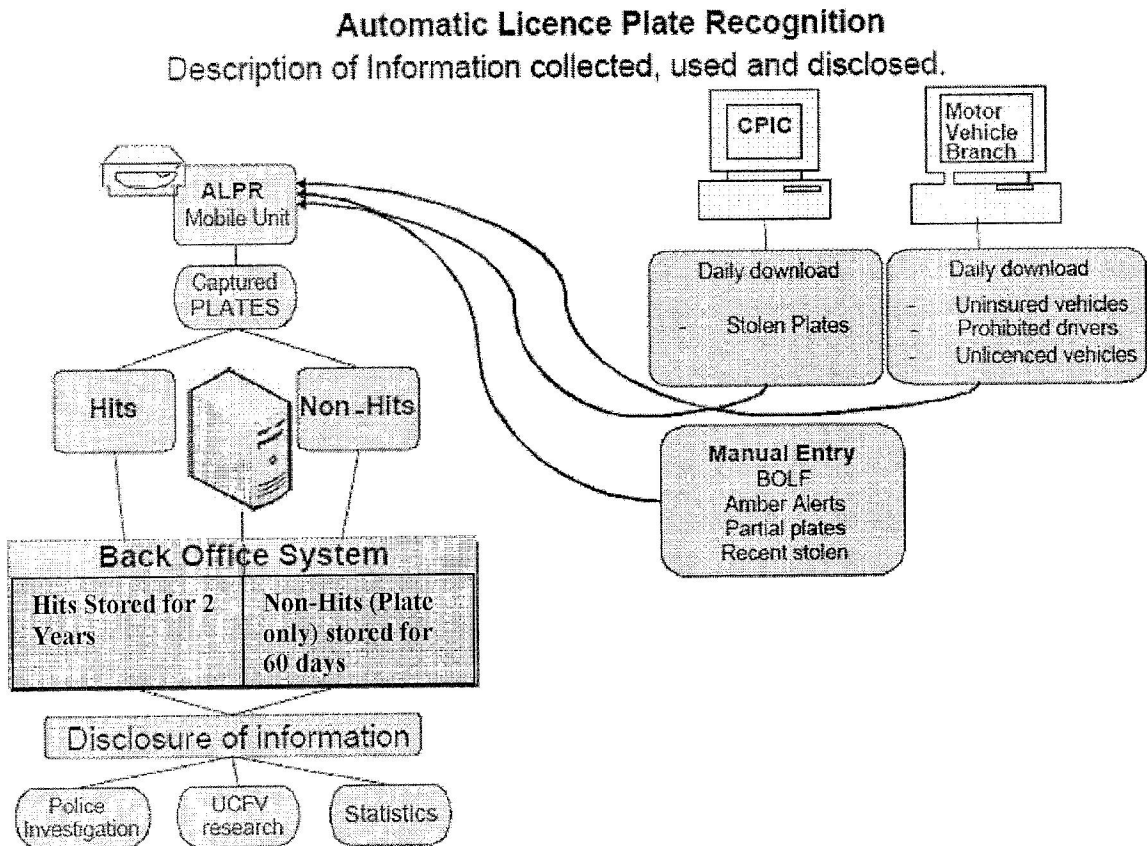 Automatic Licence Plate Recognition
Description of Information collected, used and disclosed.
CPIC
Motor
Vehicle
Branch
ALPR
Mobile Unit
Captured
PLATES
Hits
Non-Hits
Daily download
- Stolen Plates
Daily download
- Uninsured vehicles
- Prohibited drivers
- Unlicenced vehicles
Manual Entry
BOLF
Amber Alerts
Partial plates
Recent stolen
Back Office System
Hits Stored for 2
Years
Non-Hits (Plate
only) stored for
60 days
Disclosure of information
Police
Investigation
UCFV
research
Statistics